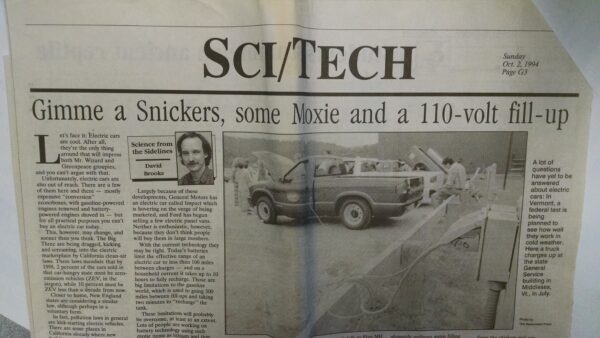 SCI/TECH
Sunday
Oct. 2, 1994
Page G3
Gimme a Snickers, some Moxie and a 110-volt fill-up
Let's face it: Electric cars
are cool. After all,
they're the only thing
around that will impress
both Mr. Wizard and
Greenpeace groupies,
and you can't argue with that.
Unfortunately, electric cars are
also out of reach. There are a few
of them here and there — mostly
expensive "conversion"
engines removed and battery-
powered engines shoved in — but
for all practical purposes you can't
buy an electric car today.
This, however, may change, and
sooner than you think. The Big
Three are being dragged, kicking
and screaming, into the electric
marketplace by California clean-air
laws. These laws mandate that by
1998, 2 percent of the cars sold in
that car-hungry state must be zero-
emission vehicles (ZEV, in the
jargon), while 10 percent must be
ZEV less than a decade from now.
Closer to home, New England
states are considering a similar
law, although perhaps in a
voluntary form.
In fact, pollution laws in general
are kick-starting electric vehicles.
There are some places in
California already where new
Science from
the Sidelines
David
Brooks
Largely because of these
developments, General Motors has
an electric car called Impact which
is hovering on the verge of being
marketed, and Ford has begun
selling a few electric panel vans.
Neither is enthusiastic, however,
because they don't think people
will buy them in large numbers.
With the current technology they
may be right. Today's batteries
limit the effective range of an
electric car to less than 100 miles
between charges — and on a
household current it takes up to 10
hours to fully recharge. Those are
big limitations to the gasoline
world, which is used to going 300
miles between fill-ups and taking
two minutes to "recharge" the
tank.
These limitations will probably
be overcome, at least to an extent.
Lots of people are working on
battery technology using such
A lot of
questions
have yet to be
answered
about electric
cars: In
Vermont, a
federal test is
being
planned to
see how well
they work in
cold weather.
Here a truck
charges up at
the state
General
Service
building in
Middlesex,
Vt., in July.
Photo by